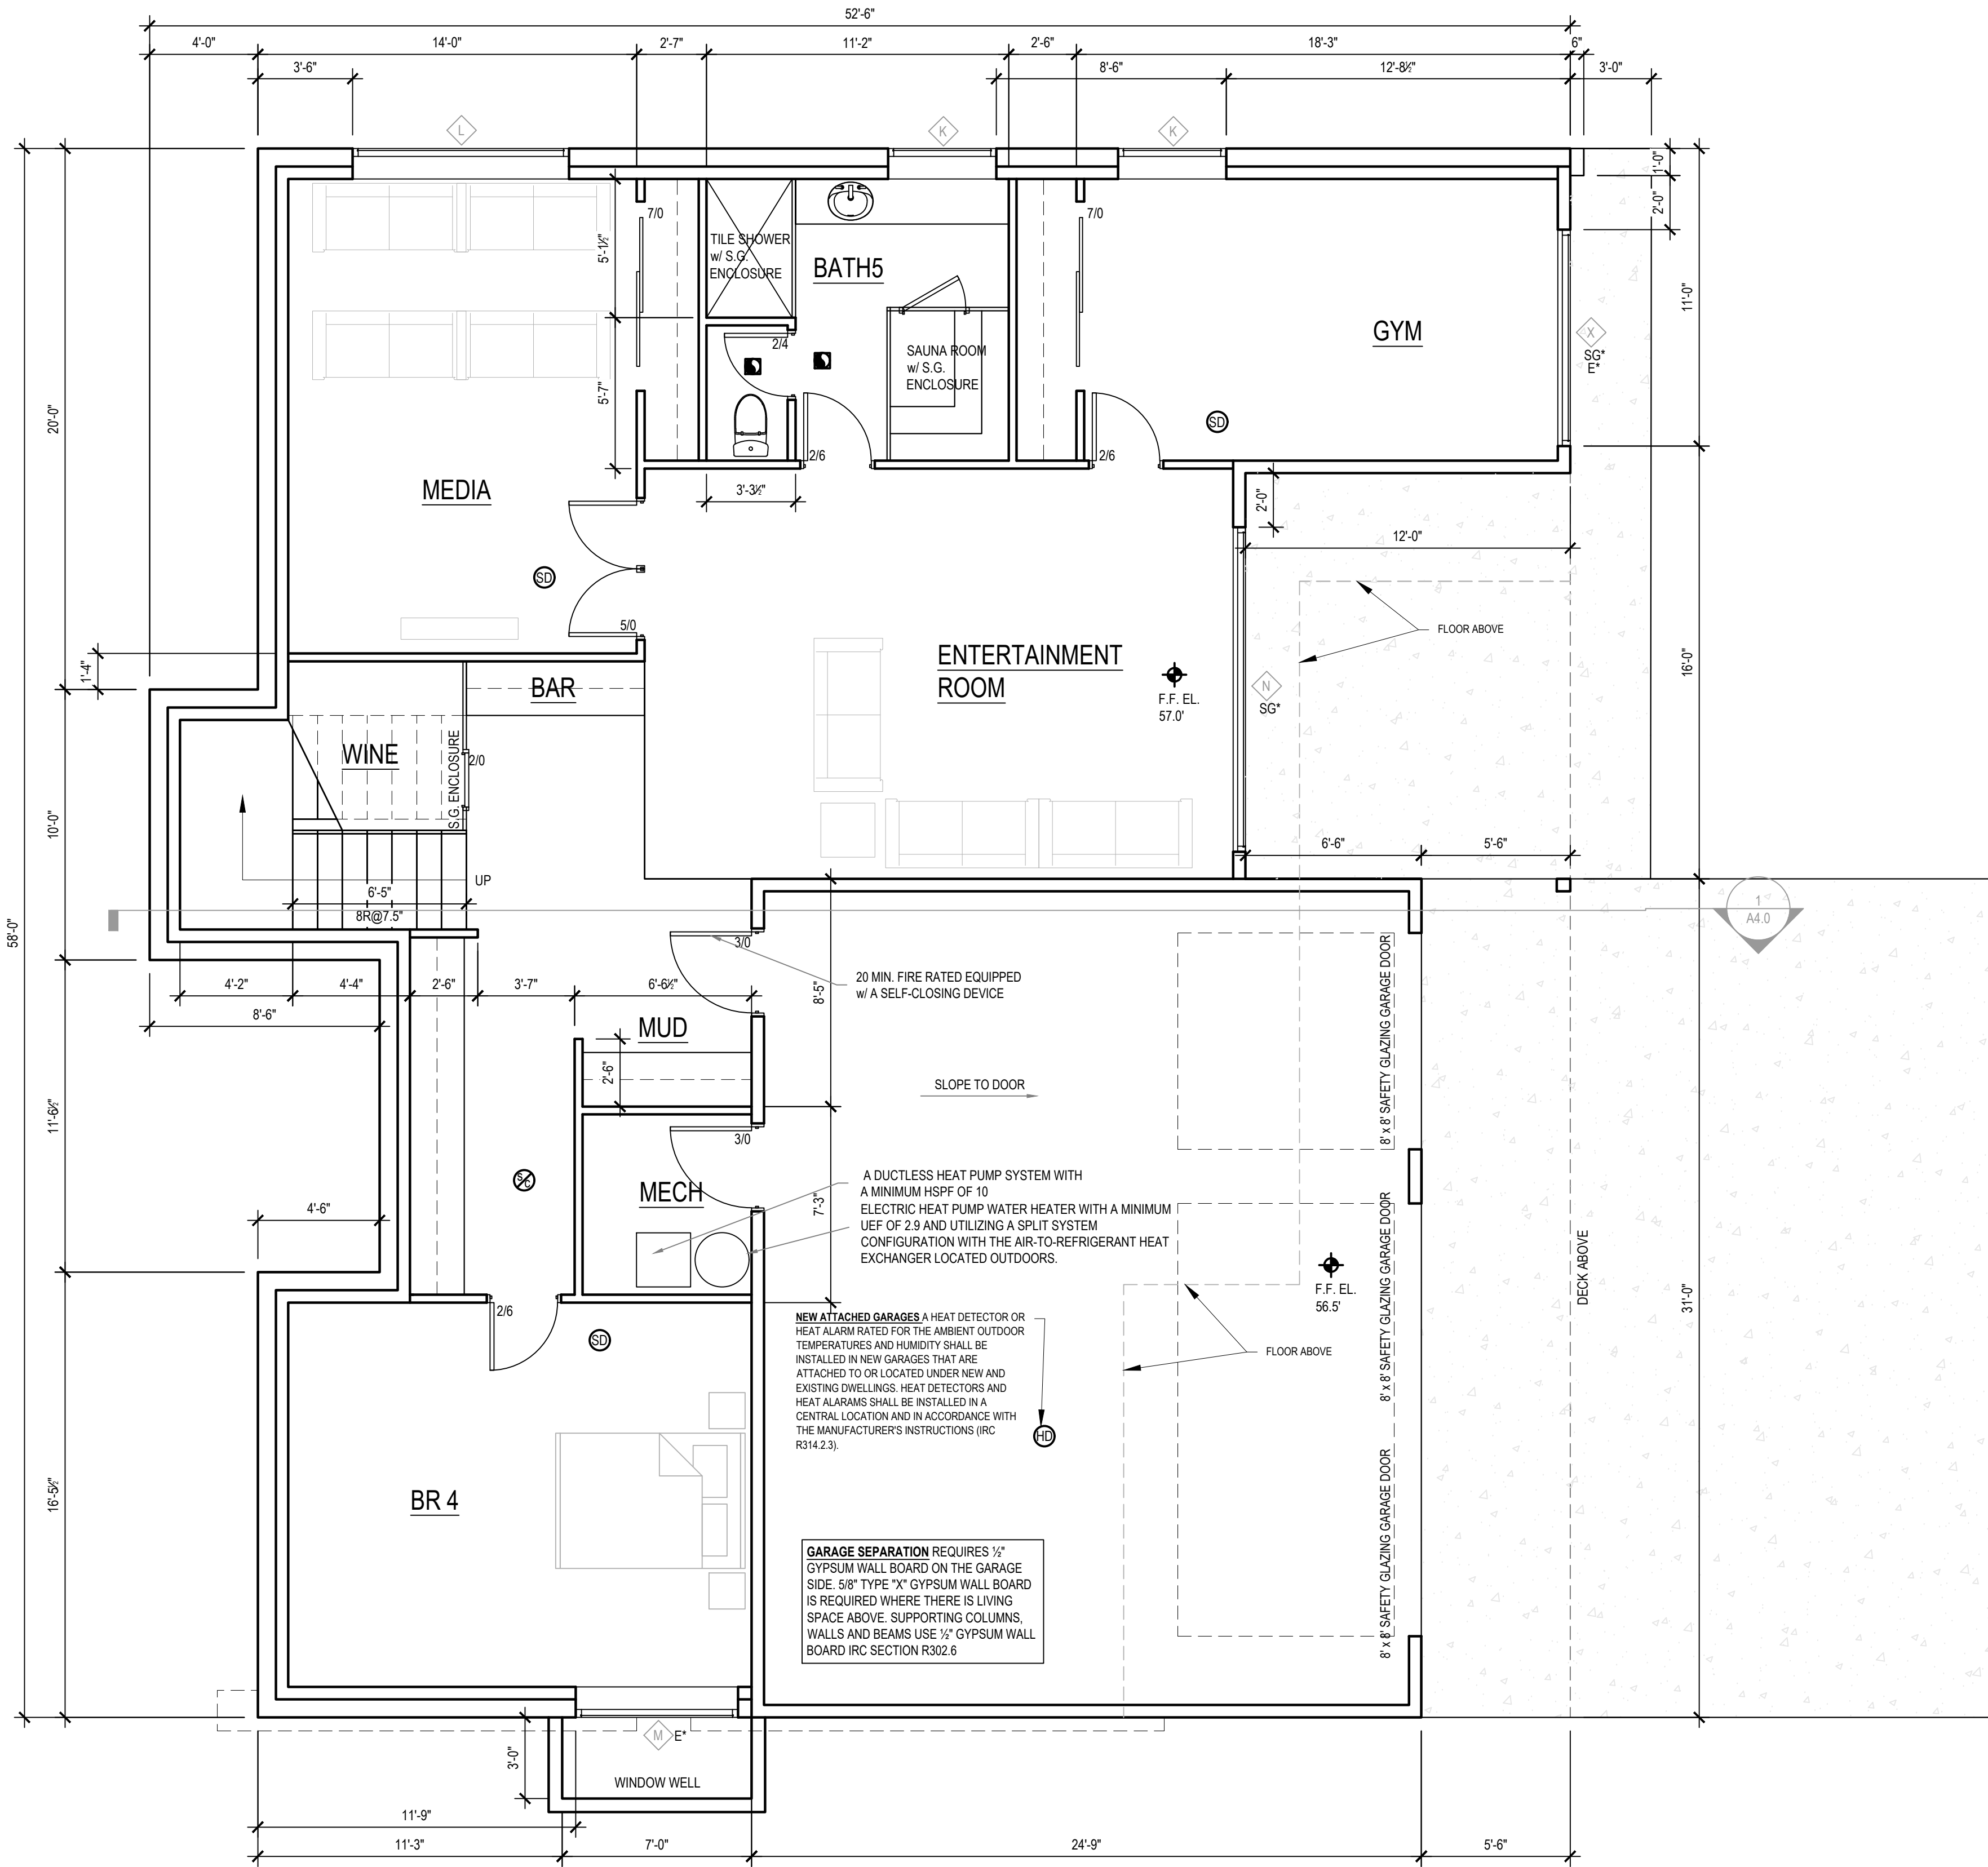 52'-6"
4'-0"
14'-0"
2'-7"
11'-2"
2'-6"
18'-3"
6"
3'-6"
8'-6"
12'-8½"
3'-0"
L
K
K
1'-0"
2'-0"
11'-0"
7/0
7/0
5'-1½"
TILE SHOWER
w/ S.G.
ENCLOSURE
BATH5
GYM
X
SG*
E*
2/4
SAUNA ROOM
w/ S.G.
ENCLOSURE
5'-7"
20'-0"
SD
2/6
2/6
MEDIA
3'-3½"
2'-0"
12'-0"
SD
5/0
FLOOR ABOVE
ENTERTAINMENT
ROOM
F.F. EL.
57.0'
N
SG*
16'-0"
1'-4"
BAR
WINE
S.G. ENCLOSURE
2/0
10'-0"
6'-6"
5'-6"
UP
6'-5"
8R@7.5"
1
A4.0
58'-0"
3/0
20 MIN. FIRE RATED EQUIPPED
w/ A SELF-CLOSING DEVICE
8'-5"
4'-2"
4'-4"
2'-6"
3'-7"
6'-6½"
8'-6"
MUD
2'-6"
SLOPE TO DOOR
8' x 8' SAFETY GLAZING GARAGE DOOR
11'-6½"
3/0
S/C
MECH
A DUCTLESS HEAT PUMP SYSTEM WITH
A MINIMUM HSPF OF 10
ELECTRIC HEAT PUMP WATER HEATER WITH A MINIMUM
UEF OF 2.9 AND UTILIZING A SPLIT SYSTEM
CONFIGURATION WITH THE AIR-TO-REFRIGERANT HEAT
EXCHANGER LOCATED OUTDOORS.
7'-3"
4'-6"
8' x 8' SAFETY GLAZING GARAGE DOOR
DECK ABOVE
F.F. EL.
56.5'
31'-0"
2/6
SD
NEW ATTACHED GARAGES A HEAT DETECTOR OR
HEAT ALARM RATED FOR THE AMBIENT OUTDOOR
TEMPERATURES AND HUMIDITY SHALL BE
INSTALLED IN NEW GARAGES THAT ARE
ATTACHED TO OR LOCATED UNDER NEW AND
EXISTING DWELLINGS. HEAT DETECTORS AND
HEAT ALARAMS SHALL BE INSTALLED IN A
CENTRAL LOCATION AND IN ACCORDANCE WITH
THE MANUFACTURER'S INSTRUCTIONS (IRC
R314.2.3).
HD
FLOOR ABOVE
BR 4
16'-5½"
8' x 8' SAFETY GLAZING GARAGE DOOR
GARAGE SEPARATION REQUIRES ½"
GYPSUM WALL BOARD ON THE GARAGE
SIDE. 5/8" TYPE "X" GYPSUM WALL BOARD
IS REQUIRED WHERE THERE IS LIVING
SPACE ABOVE. SUPPORTING COLUMNS,
WALLS AND BEAMS USE ½" GYPSUM WALL
BOARD IRC SECTION R302.6
M
E*
3'-0"
WINDOW WELL
11'-9"
11'-3"
7'-0"
24'-9"
5'-6"